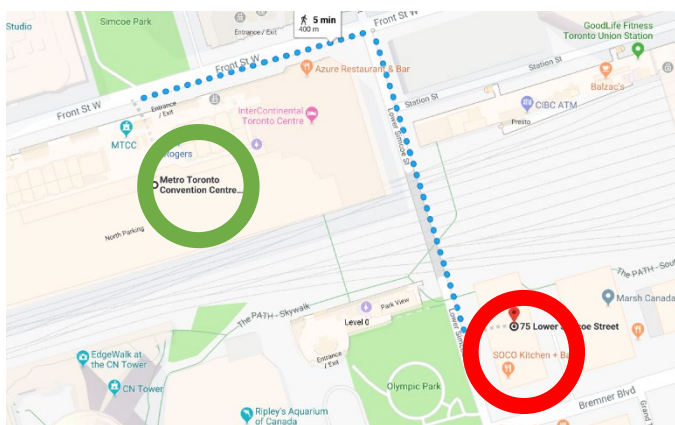 Studio
Simcoe Park
5 min
400 m
Front St W
GoodLife Fitness
Toronto Union Station
Entrance / Exit
Front St W
Azure Restaurant & Bar
Station St
Balzac's
Front St W
Entrance
/ Exit
InterContinental
Toronto Centre
Station St
CIBC ATM
Presto
MTCC
Rogers
Lower Simcoe St
Metro Toronto
Convention Centre...
North Parking
The PATH - Sou
The PATH - Skywalk
Park View
Level 0
Lower Simcoe
Marsh Canada
75 Lower
oe Street
EdgeWalk at
the CN Tower
Entrance
/ Exit
SOCO Kitchen + Ba
CN Tower
Olympic Park
Bremner Blvd
Grand T
Ripley's Aquarium
of Canada